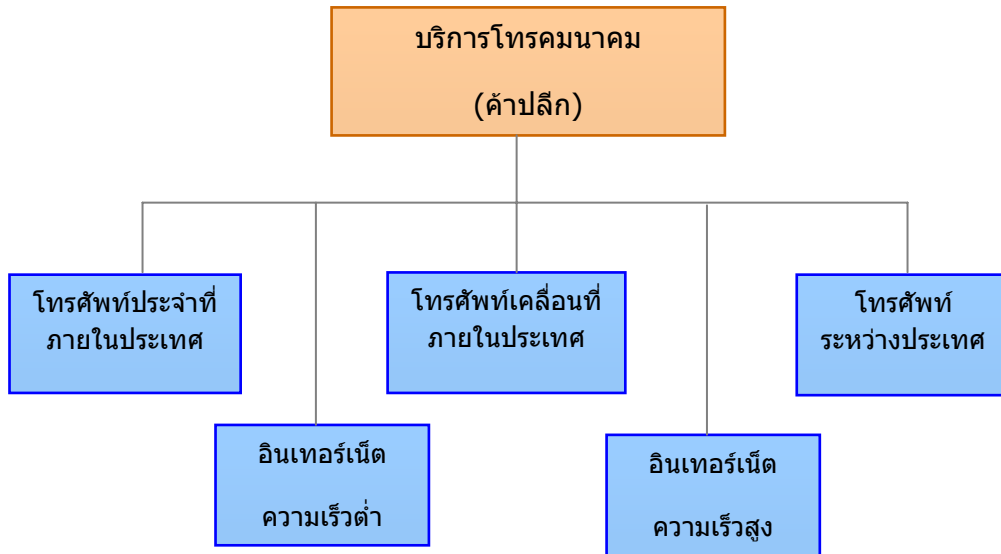 บริการโทรคมนาคม
(ค้าปลีก)
โทรศัพท์ประจำที่
ภายในประเทศ
โทรศัพท์เคลื่อนที่
ภายในประเทศ
โทรศัพท์
ระหว่างประเทศ
อินเทอร์เน็ต
ความเร็วต่ำ
อินเทอร์เน็ต
ความเร็วสูง